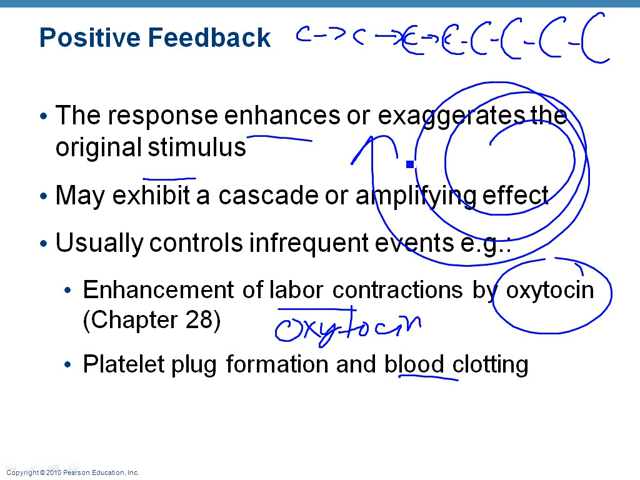 Positive Feedback c -> c -> C -> C - C - C - C - C
• The response enhances or exaggerates the
original stimulus
• May exhibit a cascade or amplifying effect
• Usually controls infrequent events e.g.:
• Enhancement of labor contractions by oxytocin
(Chapter 28)
oxytocin
• Platelet plug formation and blood clotting
Copyright © 2010 Pearson Education, Inc.